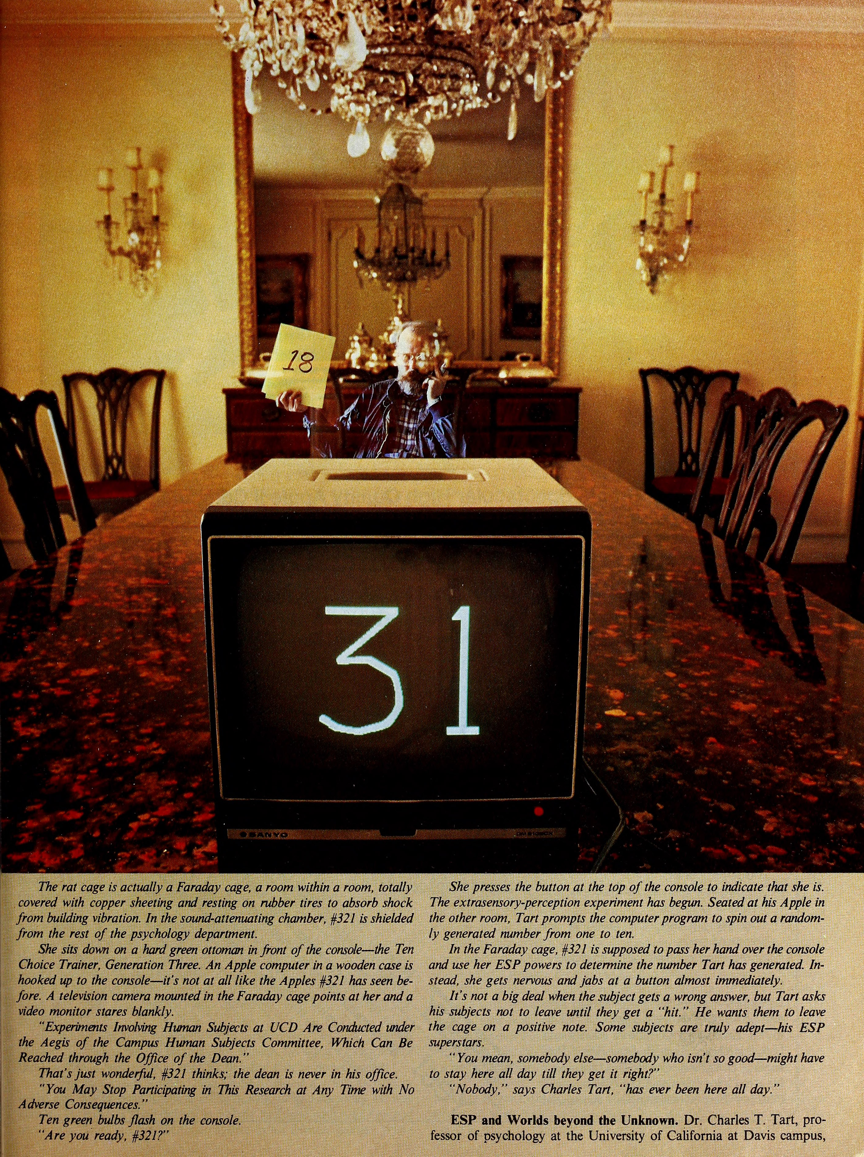 18
31
SANYO
The rat cage is actually a Faraday cage, a room within a room, totally
covered with copper sheeting and resting on rubber tires to absorb shock
from building vibration. In the sound-attenuating chamber, #321 is shielded
from the rest of the psychology department.
She sits down on a hard green ottoman in front of the console—the Ten
Choice Trainer, Generation Three. An Apple computer in a wooden case is
hooked up to the console—it's not at all like the Apples #321 has seen be-
fore. A television camera mounted in the Faraday cage points at her and a
video monitor stares blankly.
"Experiments Involving Human Subjects at UCD Are Conducted under
the Aegis of the Campus Human Subjects Committee, Which Can Be
Reached through the Office of the Dean."
That's just wonderful, #321 thinks; the dean is never in his office.
"You May Stop Participating in This Research at Any Time with No
Adverse Consequences."
Ten green bulbs flash on the console.
"Are you ready, #321?"
She presses the button at the top of the console to indicate that she is.
The extrasensory-perception experiment has begun. Seated at his Apple in
the other room, Tart prompts the computer program to spin out a random-
ly generated number from one to ten.
In the Faraday cage, #321 is supposed to pass her hand over the console
and use her ESP powers to determine the number Tart has generated. In-
stead, she gets nervous and jabs at a button almost immediately.
It's not a big deal when the subject gets a wrong answer, but Tart asks
his subjects not to leave until they get a "hit." He wants them to leave
the cage on a positive note. Some subjects are truly adept—his ESP
superstars.
"You mean, somebody else—somebody who isn't so good—might have
to stay here all day till they get it right?"
"Nobody," says Charles Tart, "has ever been here all day."
ESP and Worlds beyond the Unknown. Dr. Charles T. Tart, pro-
fessor of psychology at the University of California at Davis campus,